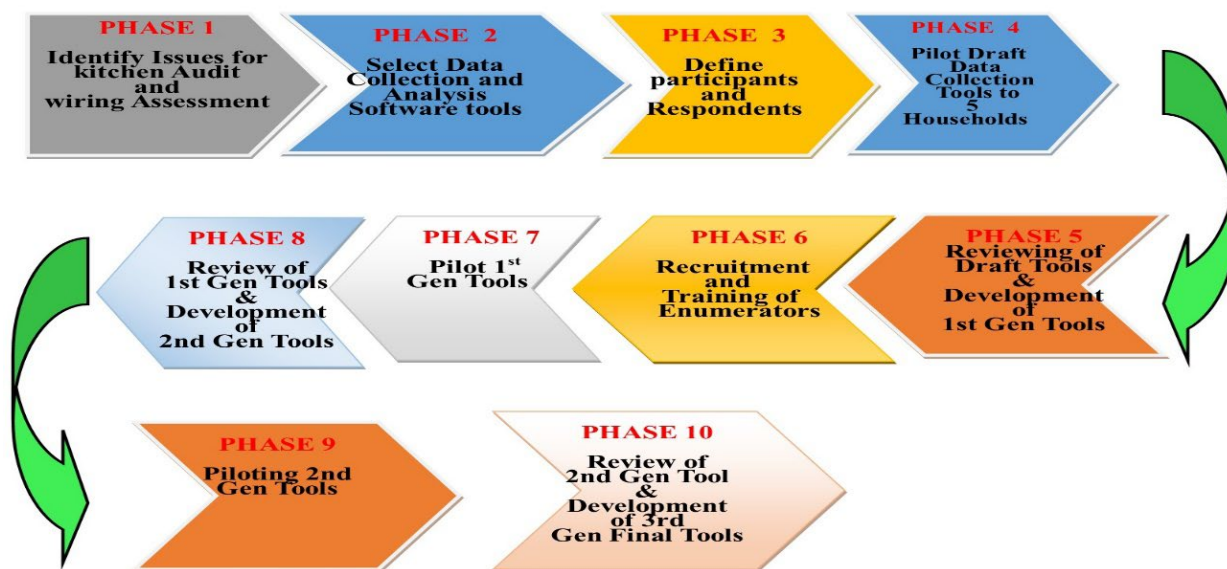 PHASE 1
Identify Issues for
kitchen Audit
and
wiring Assessment
PHASE 2
Select Data
Collection and
Analysis
Software tools
PHASE 3
Define
participants
and
Respondents
PHASE 4
Pilot Draft
Data
Collection
Tools to
5
Households
PHASE 5
Reviewing of
Draft Tools
&
Development
of
1st Gen Tools
PHASE 6
Recruitment
and
Training of
Enumerators
PHASE 7
Pilot 1st
Gen Tools
PHASE 8
Review of
1st Gen Tools
&
Development
of
2nd Gen Tools
PHASE 9
Piloting 2nd
Gen Tools
PHASE 10
Review of
2nd Gen Tool
&
Development
of 3rd
Gen Final Tools